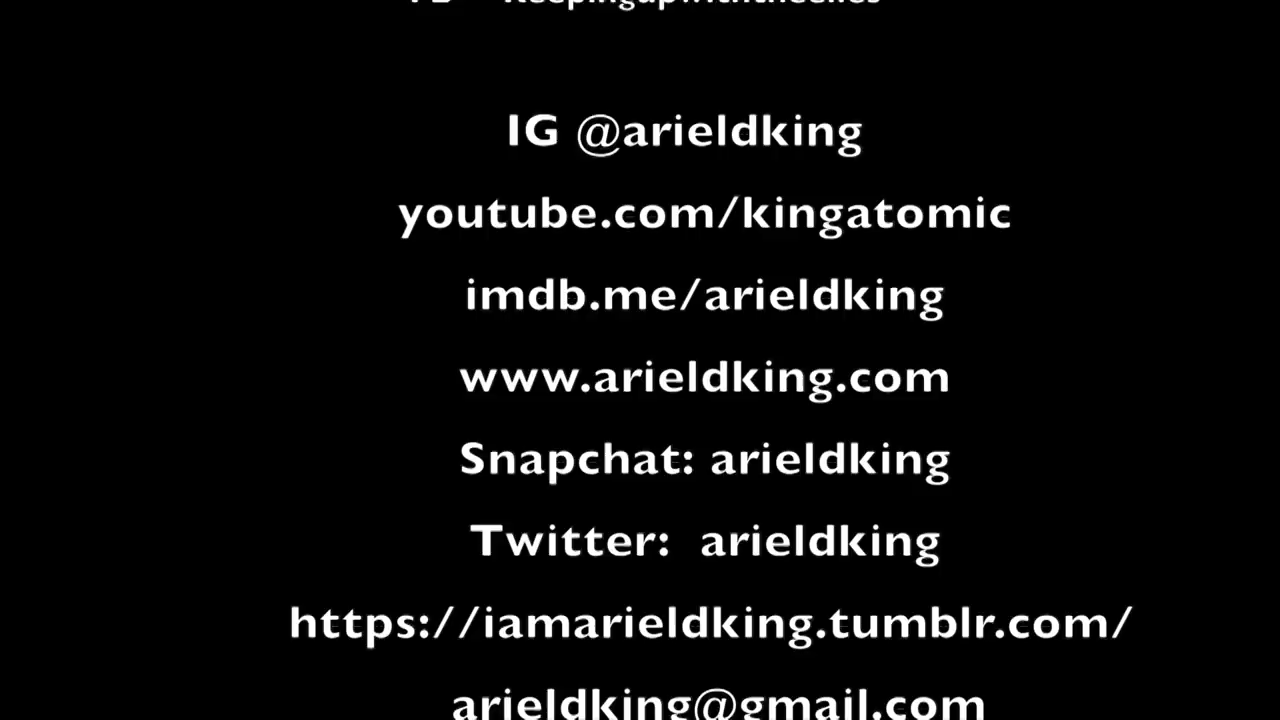 IG @arieldking
youtube.com/kingatomic
imdb.me/arieldking
www.arieldking.com
Snapchat: arieldking
Twitter:  arieldking
https://iamarieldking.tumblr.com/
arieldking@gmail.com